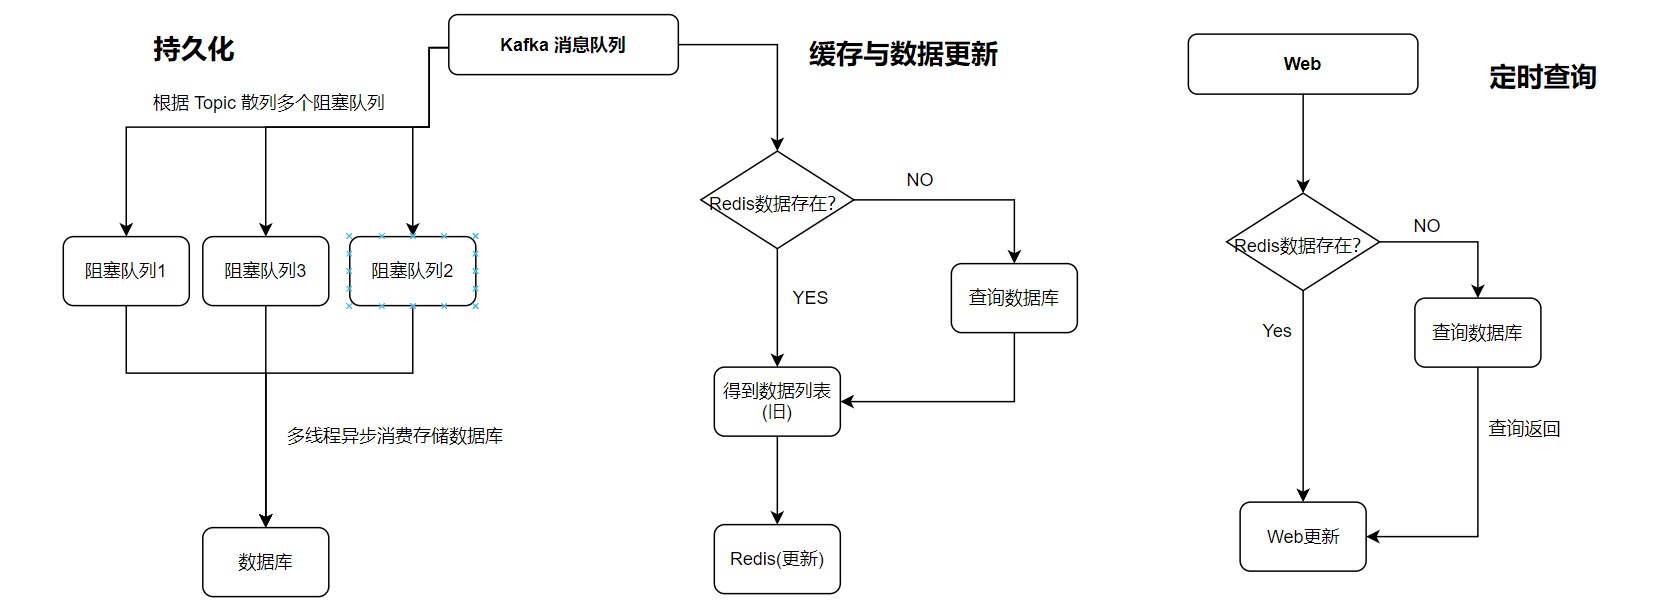 持久化
Kafka 消息队列
根据 Topic 散列多个阻塞队列
阻塞队列1
阻塞队列3
阻塞队列2
多线程异步消费存储数据库
数据库
缓存与数据更新
Redis数据存在?
NO
YES
查询数据库
得到数据列表
(旧)
Redis(更新)
Web
定时查询
Redis数据存在?
NO
Yes
查询数据库
查询返回
Web更新